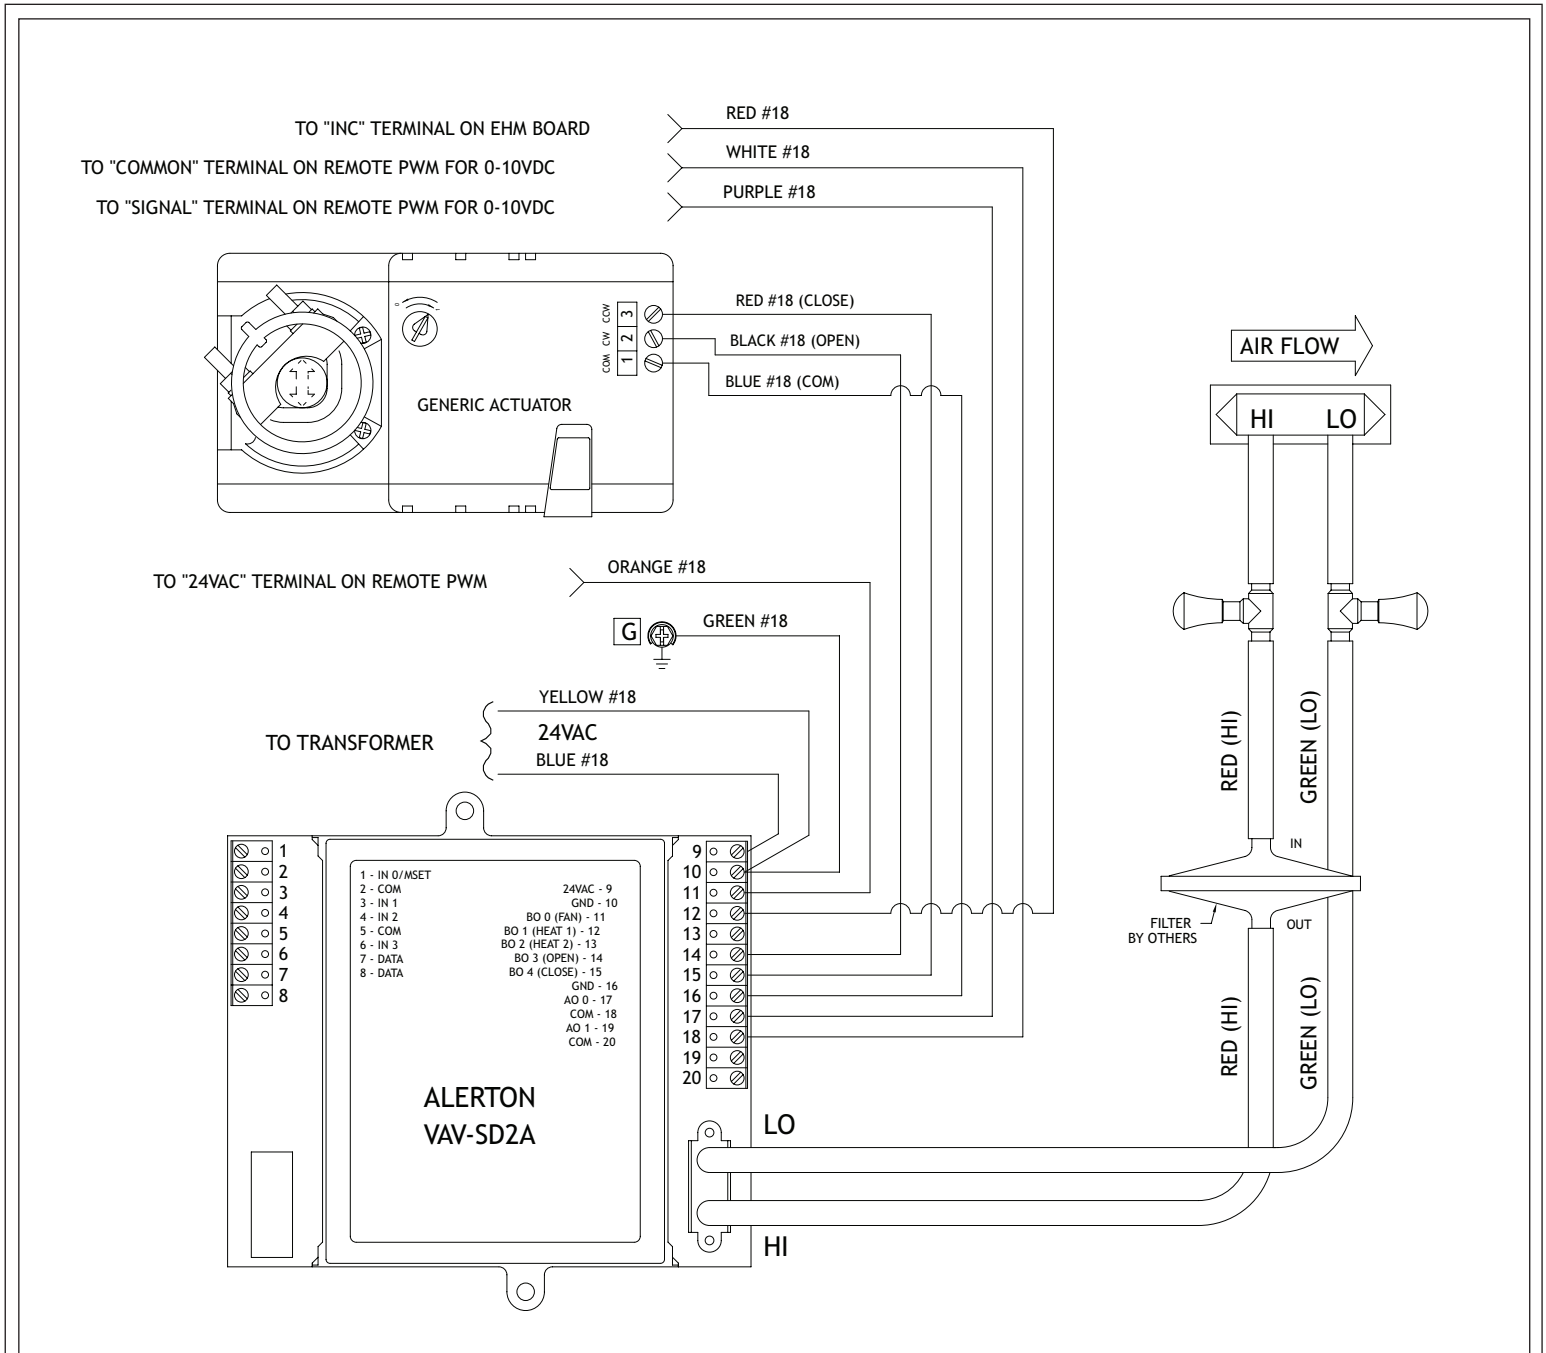 RED #18
TO "INC" TERMINAL ON EHM BOARD
WHITE #18
TO "COMMON" TERMINAL ON REMOTE PWM FOR 0-10VDC
PURPLE #18
TO "SIGNAL" TERMINAL ON REMOTE PWM FOR 0-10VDC
0 1
CCW 3
CW 2
COM 1
RED #18 (CLOSE)
BLACK #18 (OPEN)
BLUE #18 (COM)
GENERIC ACTUATOR
AIR FLOW
HI LO
TO "24VAC" TERMINAL ON REMOTE PWM
ORANGE #18
G
GREEN #18
YELLOW #18
TO TRANSFORMER
24VAC
BLUE #18
RED (HI)
GREEN (LO)
IN
FILTER
BY OTHERS
OUT
RED (HI)
GREEN (LO)
1
2
3
4
5
6
7
8
1 - IN 0/MSET
2 - COM
3 - IN 1
4 - IN 2
5 - COM
6 - IN 3
7 - DATA
8 - DATA
24VAC - 9
GND - 10
BO 0 (FAN) - 11
BO 1 (HEAT 1) - 12
BO 2 (HEAT 2) - 13
BO 3 (OPEN) - 14
BO 4 (CLOSE) - 15
GND - 16
AO 0 - 17
COM - 18
AO 1 - 19
COM - 20
9
10
11
12
13
14
15
16
17
18
19
20
ALERTON
VAV-SD2A
LO
HI